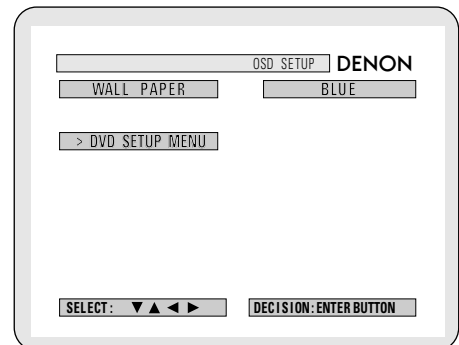 OSD SETUP DENON
WALL PAPER BLUE
> DVD SETUP MENU
SELECT: ▼ ▲ ◄ ► DECISION:ENTER BUTTON